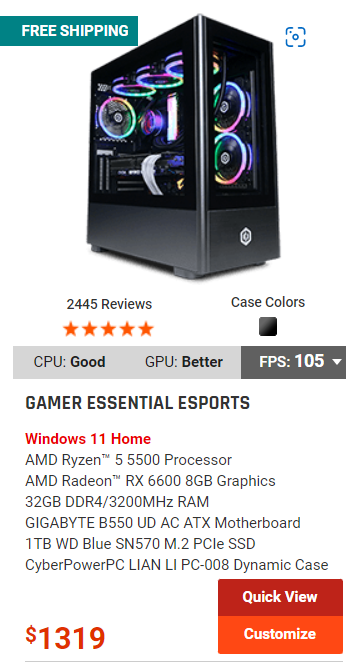 FREE SHIPPING
2445 Reviews
Case Colors
CPU: Good GPU: Better FPS: 105
GAMER ESSENTIAL ESPORTS
Windows 11 Home
AMD Ryzen™ 5 5500 Processor
AMD Radeon™ RX 6600 8GB Graphics
32GB DDR4/3200MHz RAM
GIGABYTE B550 UD AC ATX Motherboard
1TB WD Blue SN570 M.2 PCIe SSD
CyberPowerPC LIAN LI PC-008 Dynamic Case
Quick View
$1319
Customize